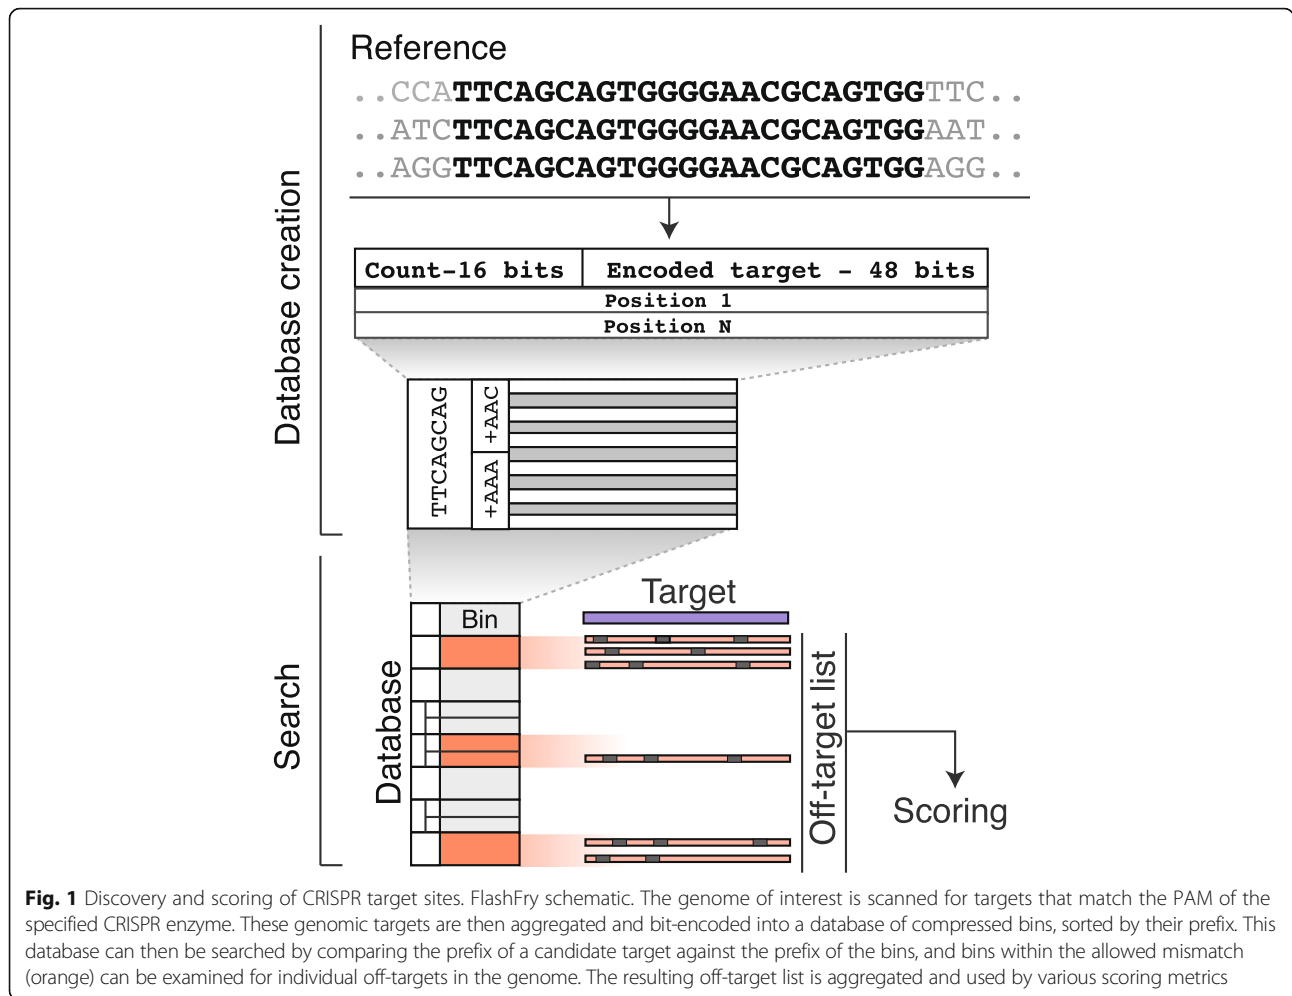 Reference
..CCATTCAGCAGTGGGGAACGCAGTGGTTC..
..ATCTTCAGCAGTGGGGAACGCAGTGGAAT..
..AGGTTCAGCAGTGGGGAACGCAGTGGAGG..
Database creation
Count-16 bits
Encoded target - 48 bits
Position 1
Position N
TTCAGCAG
+AAC
+AAA
Search
Database
Bin
Target
Off-target list
Scoring
Fig. 1 Discovery and scoring of CRISPR target sites. FlashFry schematic. The genome of interest is scanned for targets that match the PAM of the
specified CRISPR enzyme. These genomic targets are then aggregated and bit-encoded into a database of compressed bins, sorted by their prefix. This
database can then be searched by comparing the prefix of a candidate target against the prefix of the bins, and bins within the allowed mismatch
(orange) can be examined for individual off-targets in the genome. The resulting off-target list is aggregated and used by various scoring metrics